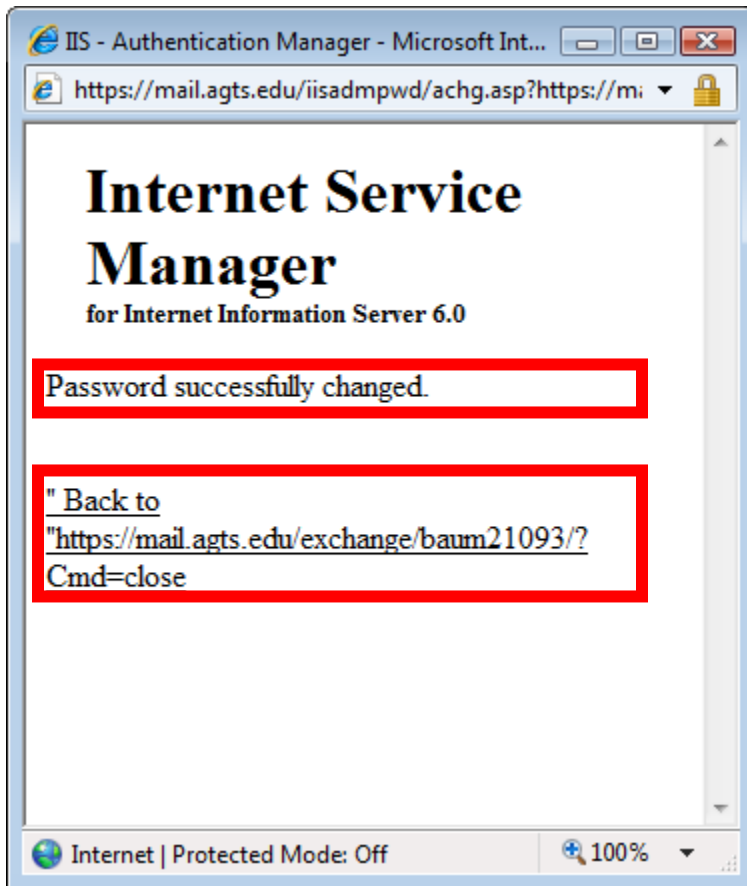 IIS - Authentication Manager - Microsoft Int...
https://mail.agts.edu/iisadmpwd/achg.asp?https://ma
Internet Service
Manager
for Internet Information Server 6.0
Password successfully changed.
" Back to
"https://mail.agts.edu/exchange/baum21093/?
Cmd=close
Internet | Protected Mode: Off
100%